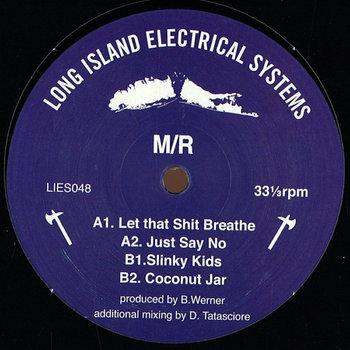 LONG ISLAND ELECTRICAL SYSTEMS
M/R
LIES048
33⅓rpm
A1. Let that Shit Breathe
A2. Just Say No
B1.Slinky Kids
B2. Coconut Jar
produced by B.Werner
additional mixing by D. Tatasciore